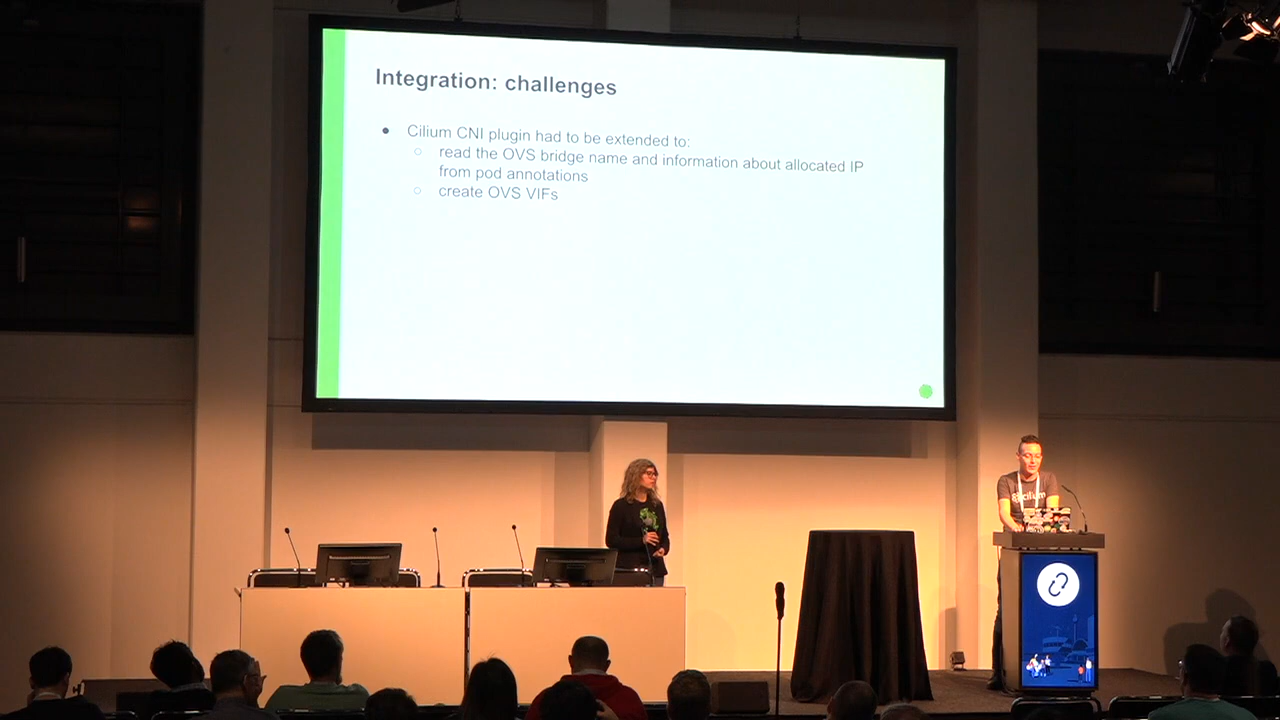 Integration: challenges
● Cilium CNI plugin had to be extended to:
○ read the OVS bridge name and information about allocated IP
from pod annotations
○ create OVS VIFs
cilium